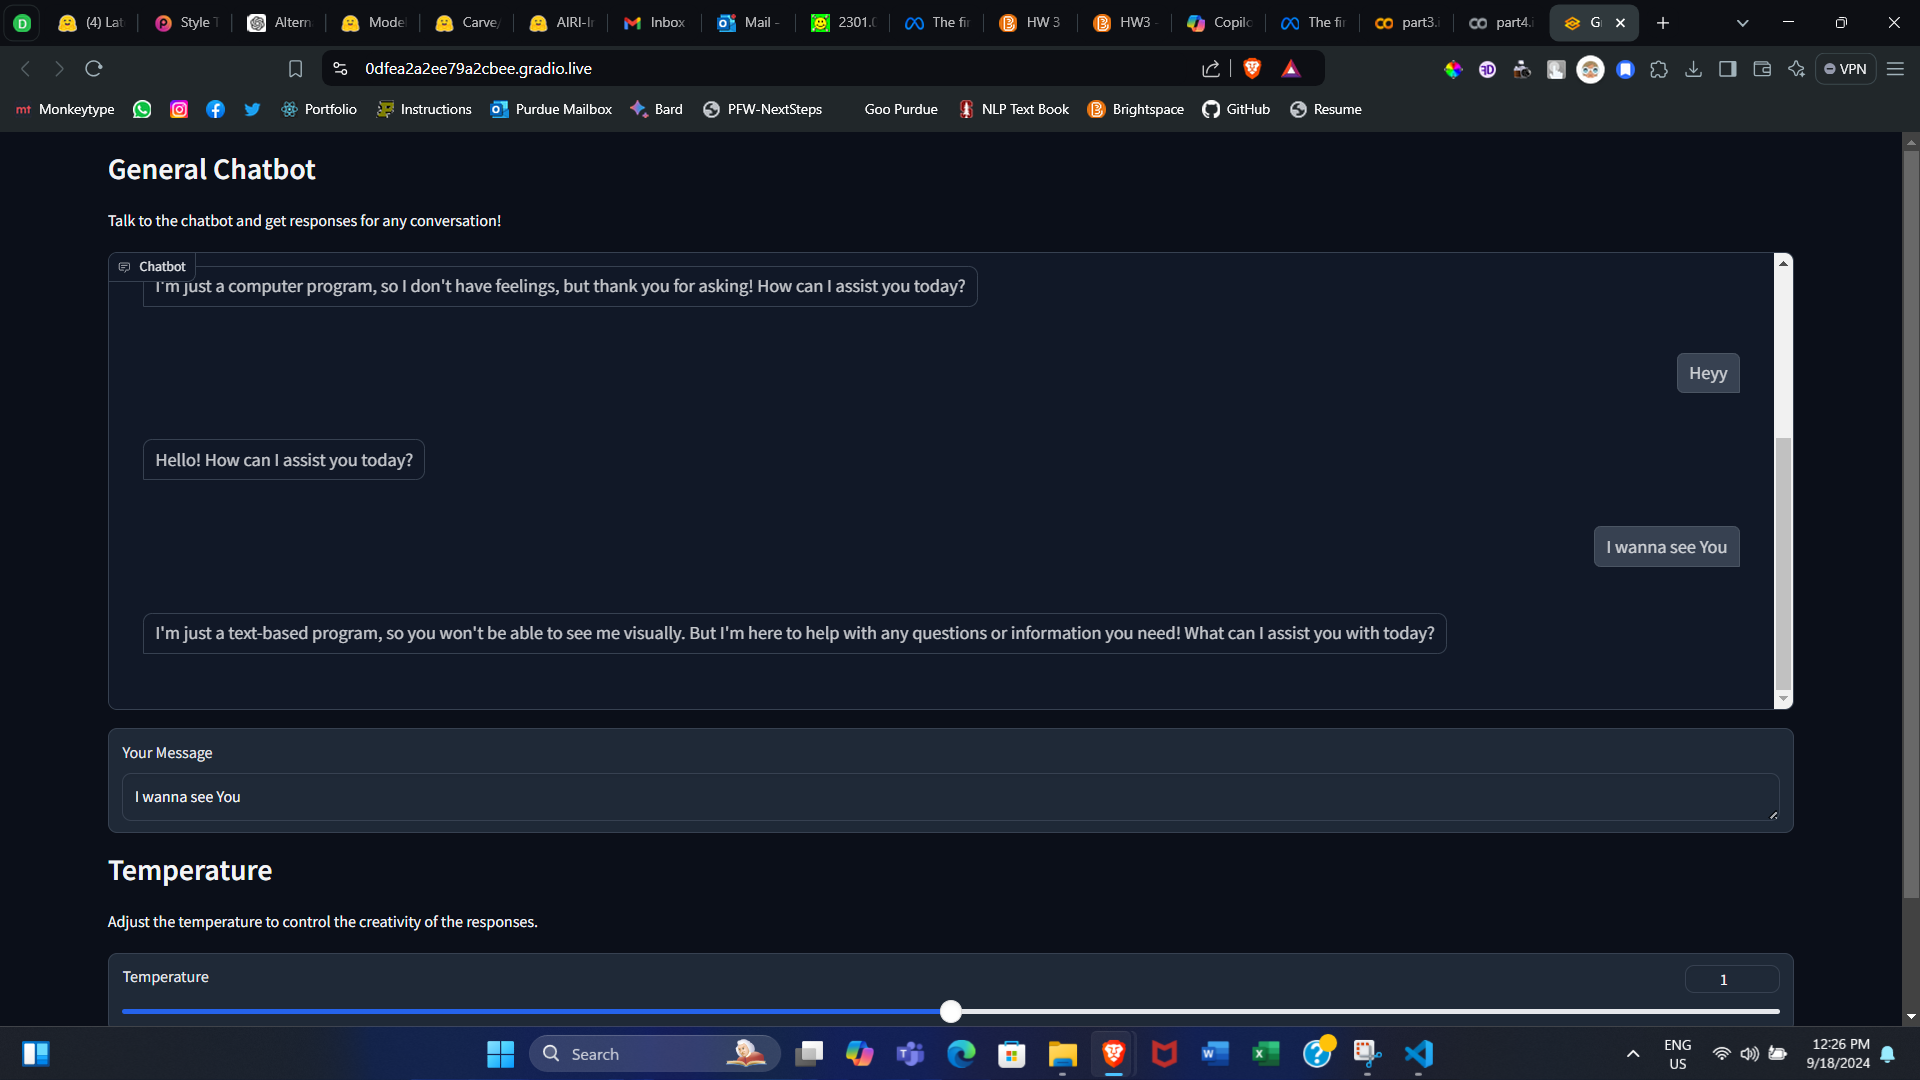 (4) Lat
Style T
Altern
Mode
Carve/
AIRI-In
Inbox
Mail -
2301.0
The fir
HW 3
HW3 -
Copilo
The fir
part3.i
part4.i
G
0dfea2a2ee79a2cbee.gradio.live
VPN
mt Monkeytype
Portfolio
Instructions
Purdue Mailbox
Bard
PFW-NextSteps
Goo Purdue
NLP Text Book
Brightspace
GitHub
Resume
General Chatbot
Talk to the chatbot and get responses for any conversation!
Chatbot
I'm just a computer program, so I don't have feelings, but thank you for asking! How can I assist you today?
Heyy
Hello! How can I assist you today?
I wanna see You
I'm just a text-based program, so you won't be able to see me visually. But I'm here to help with any questions or information you need! What can I assist you with today?
Your Message
I wanna see You
Temperature
Adjust the temperature to control the creativity of the responses.
Temperature
1
Search
ENG
US
12:26 PM
9/18/2024